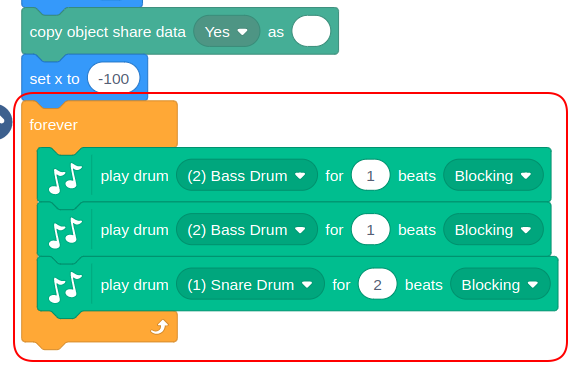 copy object share data Yes as
set x to -100
forever
play drum (2) Bass Drum for 1 beats Blocking
play drum (2) Bass Drum for 1 beats Blocking
play drum (1) Snare Drum for 2 beats Blocking